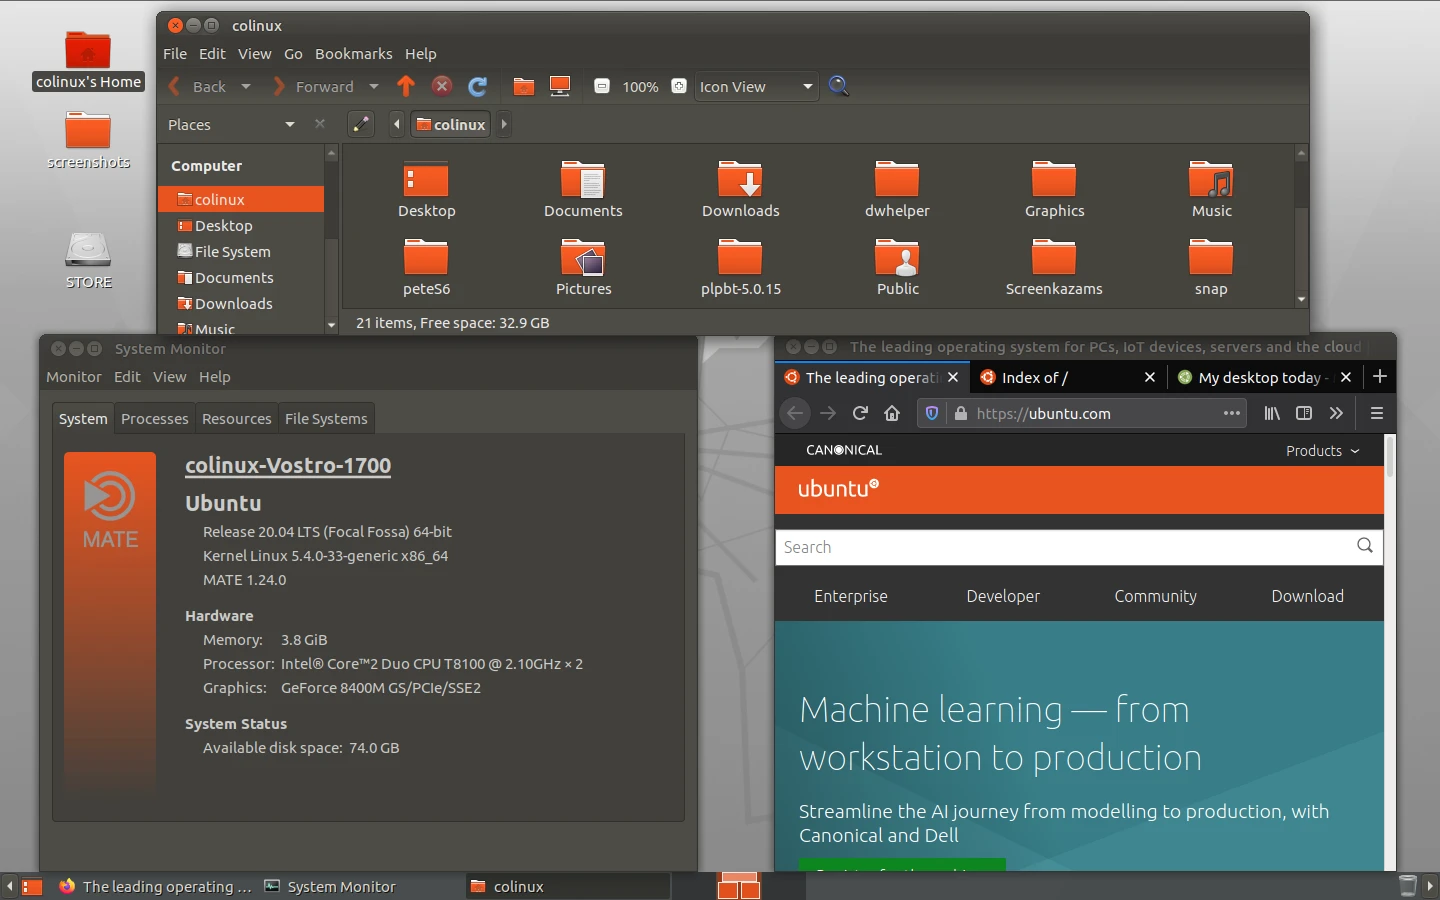 colinux's Home
screenshots
STORE
colinux
File Edit View Go Bookmarks Help
Back Forward 100% Icon View
Places colinux
Computer
colinux
Desktop
File System
Documents
Downloads
Music
Desktop Documents Downloads dwhelper Graphics Music
peteS6 Pictures plpbt-5.0.15 Public Screenkazams snap
21 items, Free space: 32.9 GB
System Monitor
Monitor Edit View Help
System Processes Resources File Systems
MATE
colinux-Vostro-1700
Ubuntu
Release 20.04 LTS (Focal Fossa) 64-bit
Kernel Linux 5.4.0-33-generic x86_64
MATE 1.24.0
Hardware
Memory: 3.8 GiB
Processor: Intel® Core™2 Duo CPU T8100 @ 2.10GHz × 2
Graphics: GeForce 8400M GS/PCIe/SSE2
System Status
Available disk space: 74.0 GB
The leading operating system for PCs, IoT devices, servers and the cloud
The leading operati Index of / My desktop today -
https://ubuntu.com
CANONICAL Products
ubuntu
Search
Enterprise Developer Community Download
Machine learning — from
workstation to production
Streamline the AI journey from modelling to production, with
Canonical and Dell
The leading operating ... System Monitor colinux